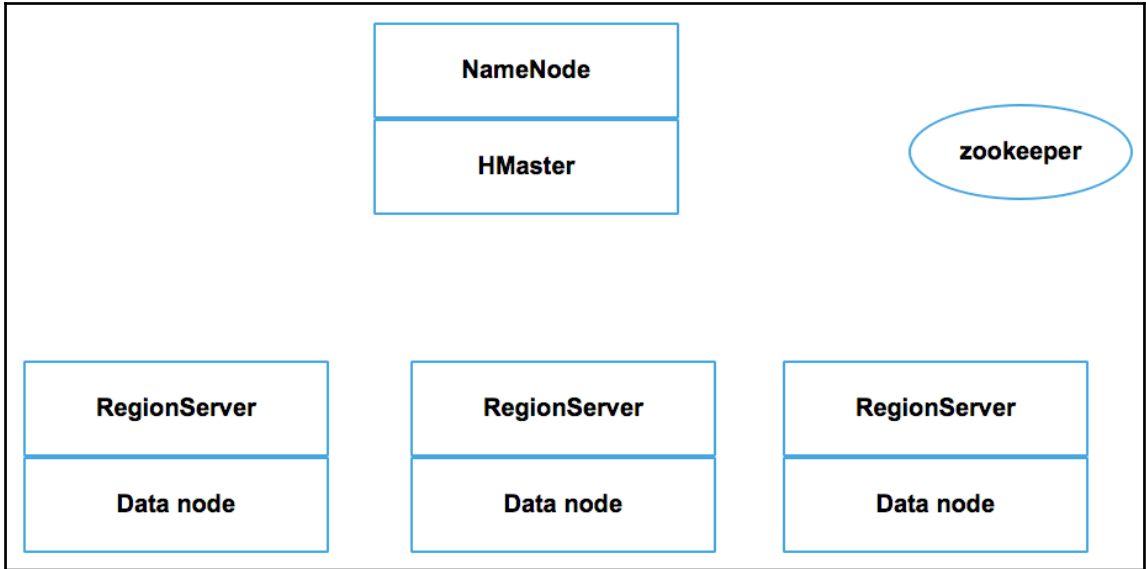 NameNode
HMaster
zookeeper
RegionServer
RegionServer
RegionServer
Data node
Data node
Data node